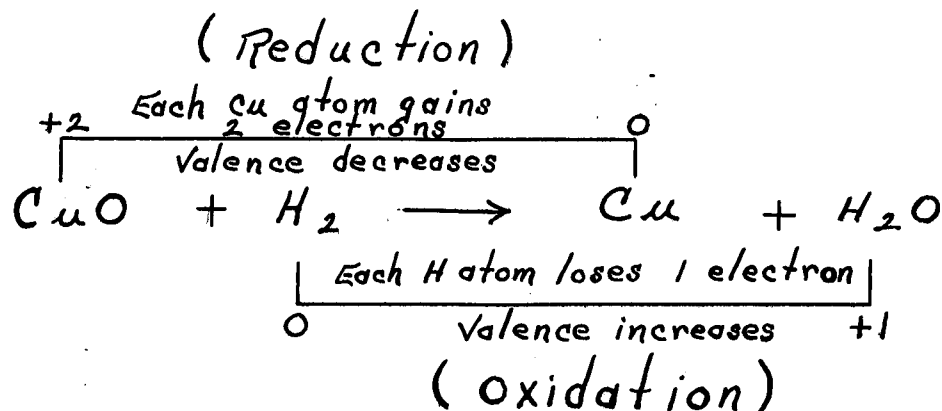 (Reduction)
Each Cu atom gains
+2 2 electrons 0
Valence decreases
CuO + H2 → Cu + H2O
Each H atom loses 1 electron
0 Valence increases +1
(Oxidation)